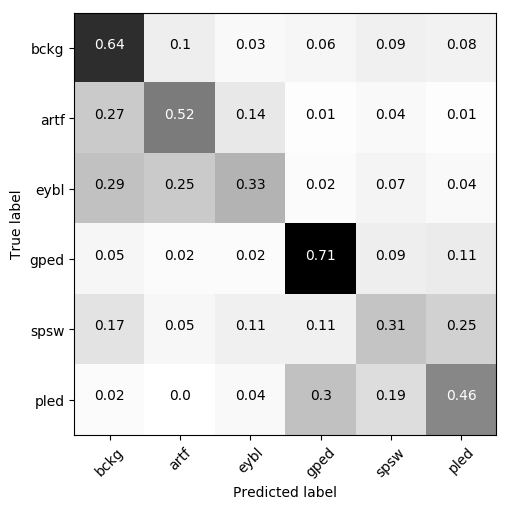 bckg 0.64 0.1 0.03 0.06 0.09 0.08
artf 0.27 0.52 0.14 0.01 0.04 0.01
eybl 0.29 0.25 0.33 0.02 0.07 0.04
gped 0.05 0.02 0.02 0.71 0.09 0.11
spsw 0.17 0.05 0.11 0.11 0.31 0.25
pled 0.02 0.0 0.04 0.3 0.19 0.46
True label
bckg artf eybl gped spsw pled
Predicted label